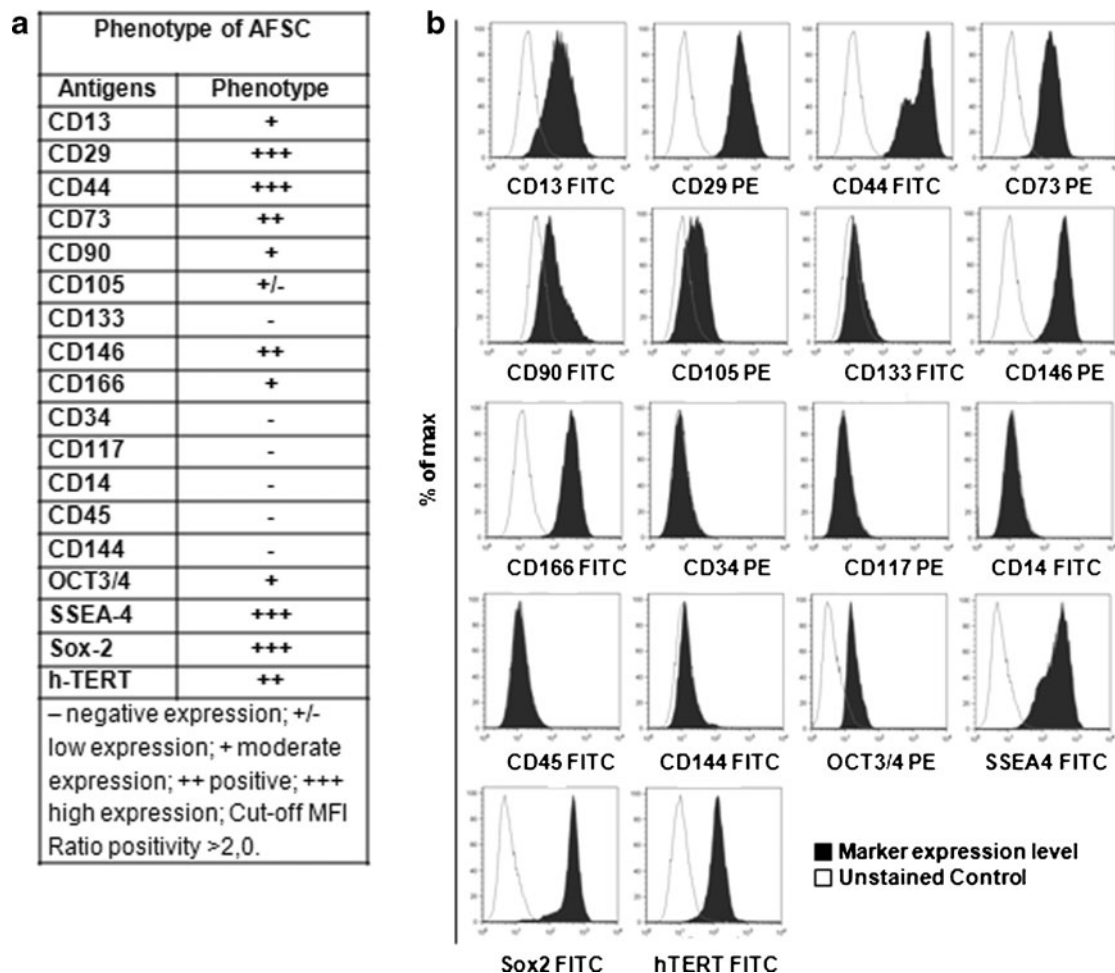 a
Phenotype of AFSC
Antigens Phenotype
CD13 +
CD29 +++
CD44 +++
CD73 ++
CD90 +
CD105 +/-
CD133 -
CD146 ++
CD166 +
CD34 -
CD117 -
CD14 -
CD45 -
CD144 -
OCT3/4 +
SSEA-4 +++
Sox-2 +++
h-TERT ++
– negative expression; +/-
low expression; + moderate
expression; ++ positive; +++
high expression; Cut-off MFI
Ratio positivity >2,0.
b
% of max
CD13 FITC CD29 PE CD44 FITC CD73 PE
CD90 FITC CD105 PE CD133 FITC CD146 PE
CD166 FITC CD34 PE CD117 PE CD14 FITC
CD45 FITC CD144 FITC OCT3/4 PE SSEA4 FITC
Sox2 FITC hTERT FITC
Marker expression level
Unstained Control